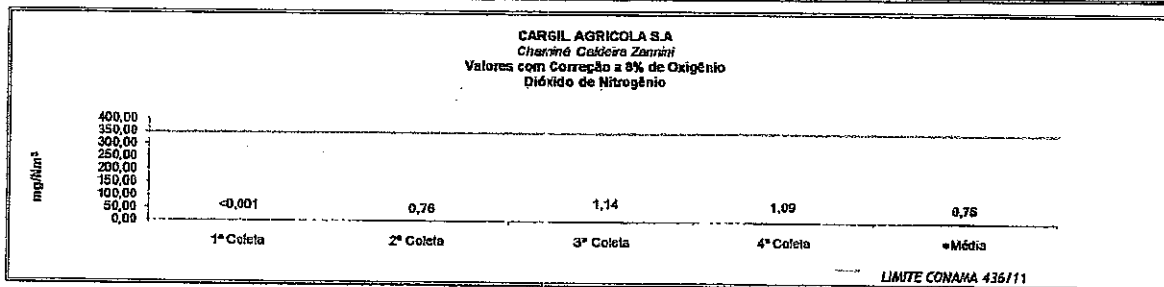 CARGIL AGRICOLA S.A
Chaminé Caldeira Zannini
Valores com Correção a 8% de Oxigênio
Dióxido de Nitrogênio
mg/Nm³
400,00
350,00
300,00
250,00
200,00
150,00
100,00
50,00
0,00
<0,001 0,76 1,14 1,09 0,75
1ª Coleta 2ª Coleta 3ª Coleta 4ª Coleta *Média
LIMITE CONAMA 436/11